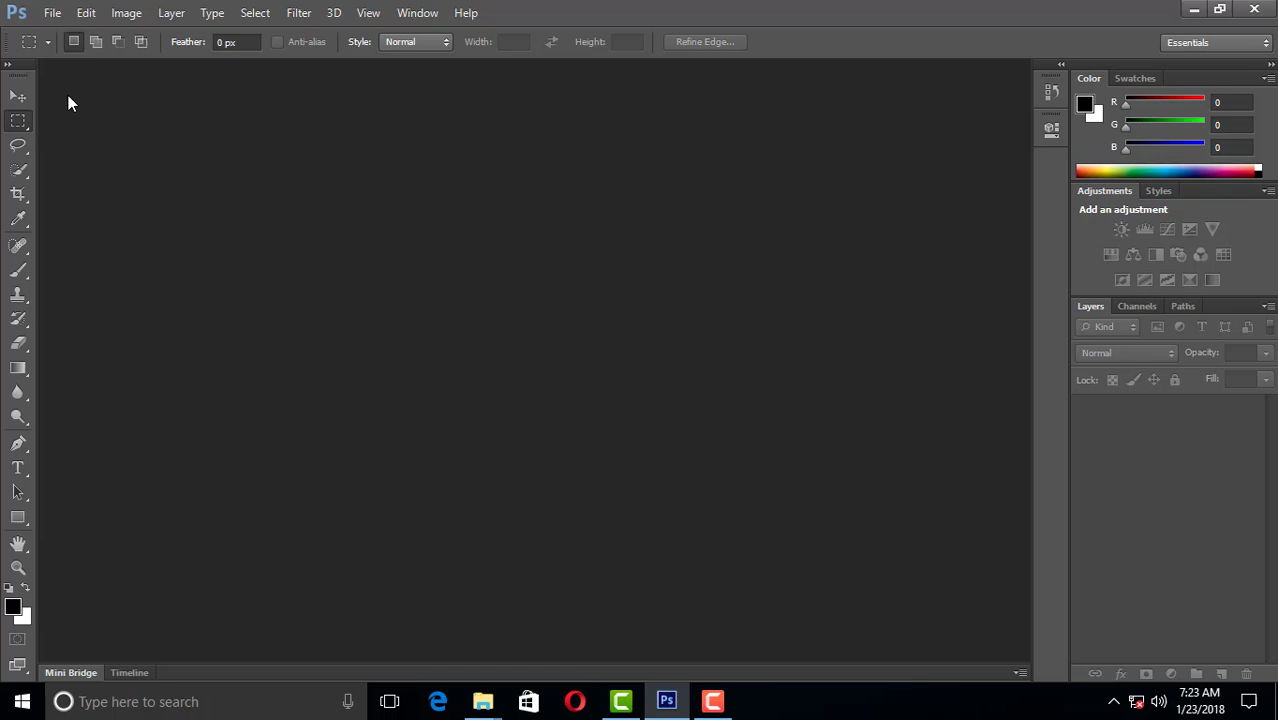 Ps File Edit Image Layer Type Select Filter 3D View Window Help
Feather: 0 px Anti-alias Style: Normal Width: Height: Refine Edge... Essentials
Color Swatches
R 0
G 0
B 0
Adjustments Styles
Add an adjustment
Layers Channels Paths
Kind T
Normal Opacity:
Lock: Fill:
T
fx
Mini Bridge Timeline
Type here to search
Ps
7:23 AM
1/23/2018